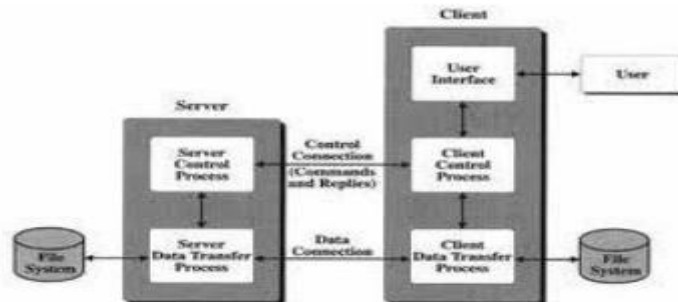 Client
User
Interface
User
Server
Server
Control
Process
Control
Connection
(Commands
and Replies)
Client
Control
Process
File
System
Server
Data Transfer
Process
Data
Connection
Client
Data Transfer
Process
File
System